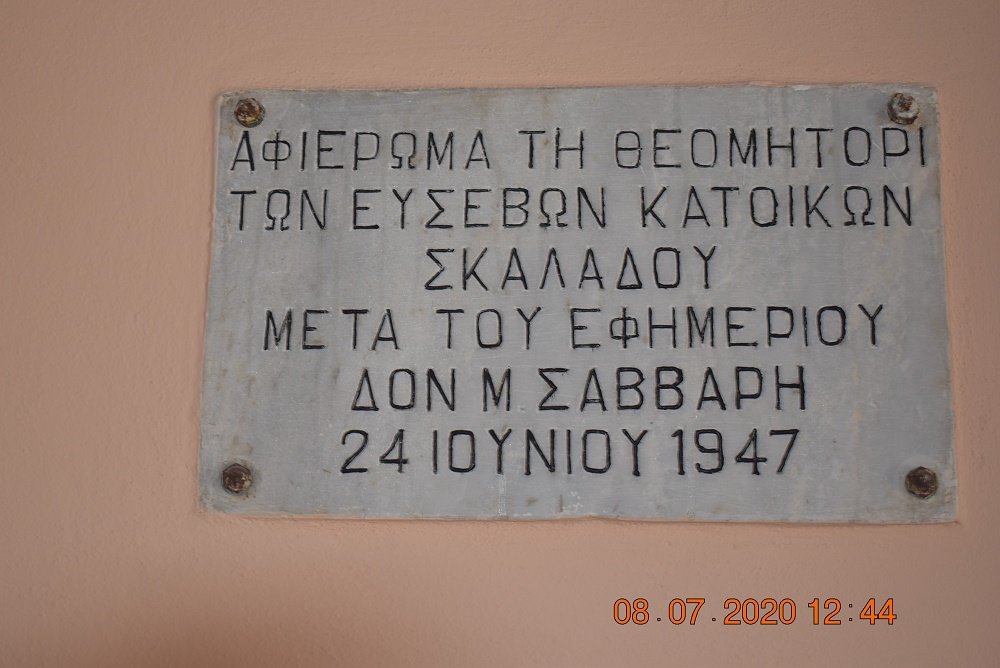 ΑΦΙΕΡΩΜΑ ΤΗ ΘΕΟΜΗΤΟΡΙ
ΤΩΝ ΕΥΣΕΒΩΝ ΚΑΤΟΙΚΩΝ
ΣΚΑΛΑΔΟΥ
ΜΕΤΑ ΤΟΥ ΕΦΗΜΕΡΙΟΥ
ΔΟΝ Μ. ΣΑΒΒΑΡΗ
24 ΙΟΥΝΙΟΥ 1947
08.07.2020 12:44